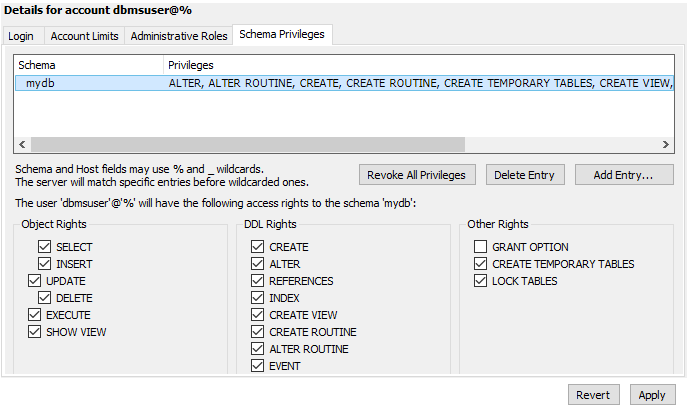 Details for account dbmsuser@%
Login Account Limits Administrative Roles Schema Privileges
Schema Privileges
mydb ALTER, ALTER ROUTINE, CREATE, CREATE ROUTINE, CREATE TEMPORARY TABLES, CREATE VIEW,
Schema and Host fields may use % and _ wildcards.
The server will match specific entries before wildcarded ones.
Revoke All Privileges Delete Entry Add Entry...
The user 'dbmsuser'@'%' will have the following access rights to the schema 'mydb':
Object Rights
SELECT
INSERT
UPDATE
DELETE
EXECUTE
SHOW VIEW
DDL Rights
CREATE
ALTER
REFERENCES
INDEX
CREATE VIEW
CREATE ROUTINE
ALTER ROUTINE
EVENT
Other Rights
GRANT OPTION
CREATE TEMPORARY TABLES
LOCK TABLES
Revert Apply